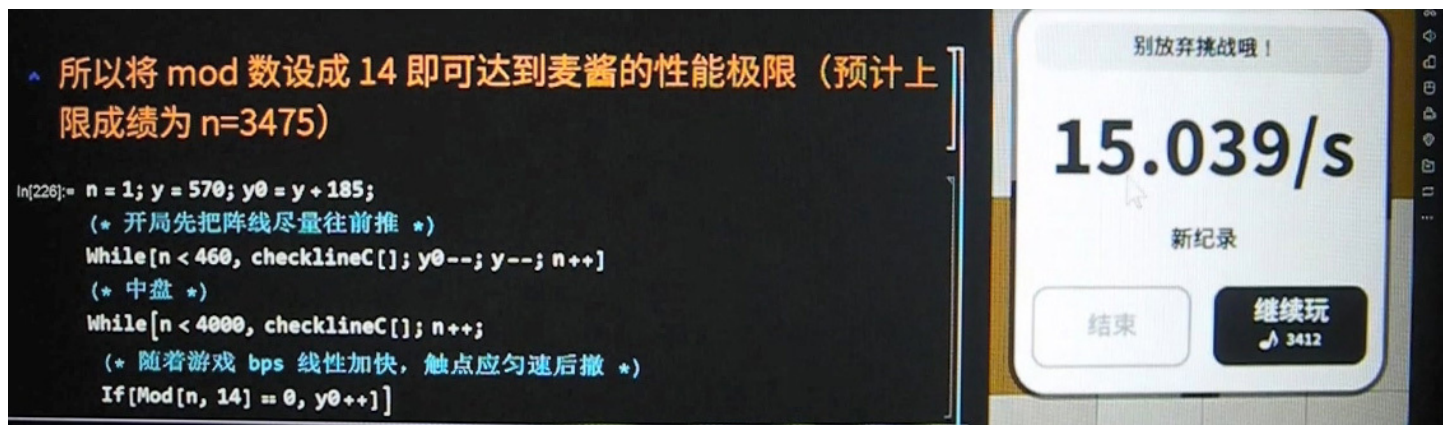 所以将 mod 数设成 14 即可达到麦酱的性能极限（预计上
限成绩为 n=3475）
In[226]:= n = 1; y = 570; y0 = y + 185;
(* 开局先把阵线尽量往前推 *)
While[n < 460, checklineC[]; y0--; y--; n++]
(* 中盘 *)
While[n < 4000, checklineC[]; n++;
(* 随着游戏 bps 线性加快，触点应匀速后撤 *)
If[Mod[n, 14] == 0, y0++]]
别放弃挑战哦！
15.039/s
新纪录
结束
继续玩
3412